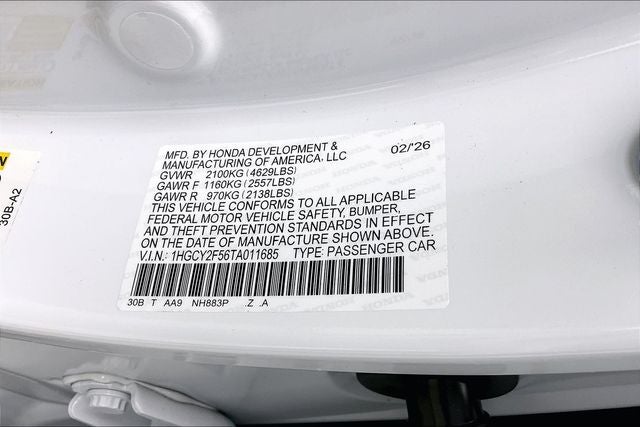 MFD. BY HONDA DEVELOPMENT &
MANUFACTURING OF AMERICA, LLC
02/'26
GVWR 2100KG(4629LBS)
GAWR F 1160KG(2557LBS)
GAWR R 970KG(2138LBS)
THIS VEHICLE CONFORMS TO ALL APPLICABLE
FEDERAL MOTOR VEHICLE SAFETY, BUMPER,
AND THEFT PREVENTION STANDARDS IN EFFECT
ON THE DATE OF MANUFACTURE SHOWN ABOVE.
V.I.N.: 1HGCY2F56TA011685 TYPE: PASSENGER CAR
30B T AA9 NH883P .Z .A
30B-A2